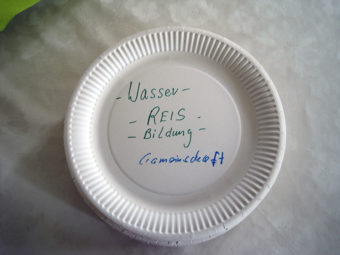 - Wasser -
- REIS -
- Bildung -
Gemeinschaft